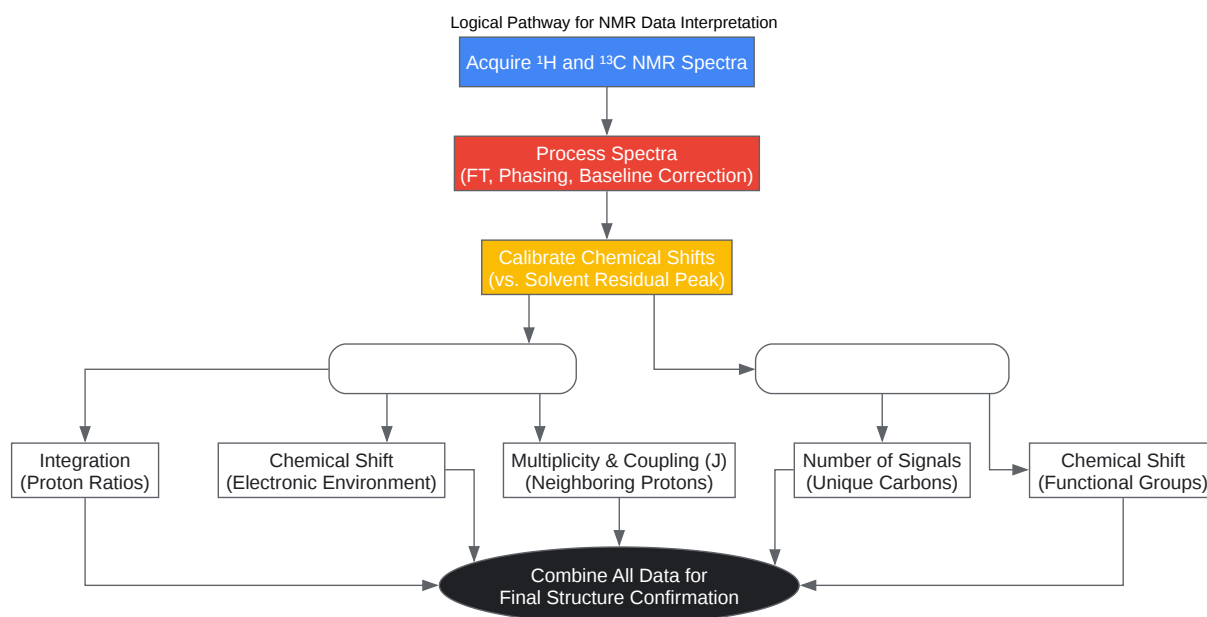 Logical Pathway for NMR Data Interpretation
Acquire ¹H and ¹³C NMR Spectra
Process Spectra
(FT, Phasing, Baseline Correction)
Calibrate Chemical Shifts
(vs. Solvent Residual Peak)
Integration
(Proton Ratios)
Chemical Shift
(Electronic Environment)
Multiplicity & Coupling (J)
(Neighboring Protons)
Number of Signals
(Unique Carbons)
Chemical Shift
(Functional Groups)
Combine All Data for
Final Structure Confirmation